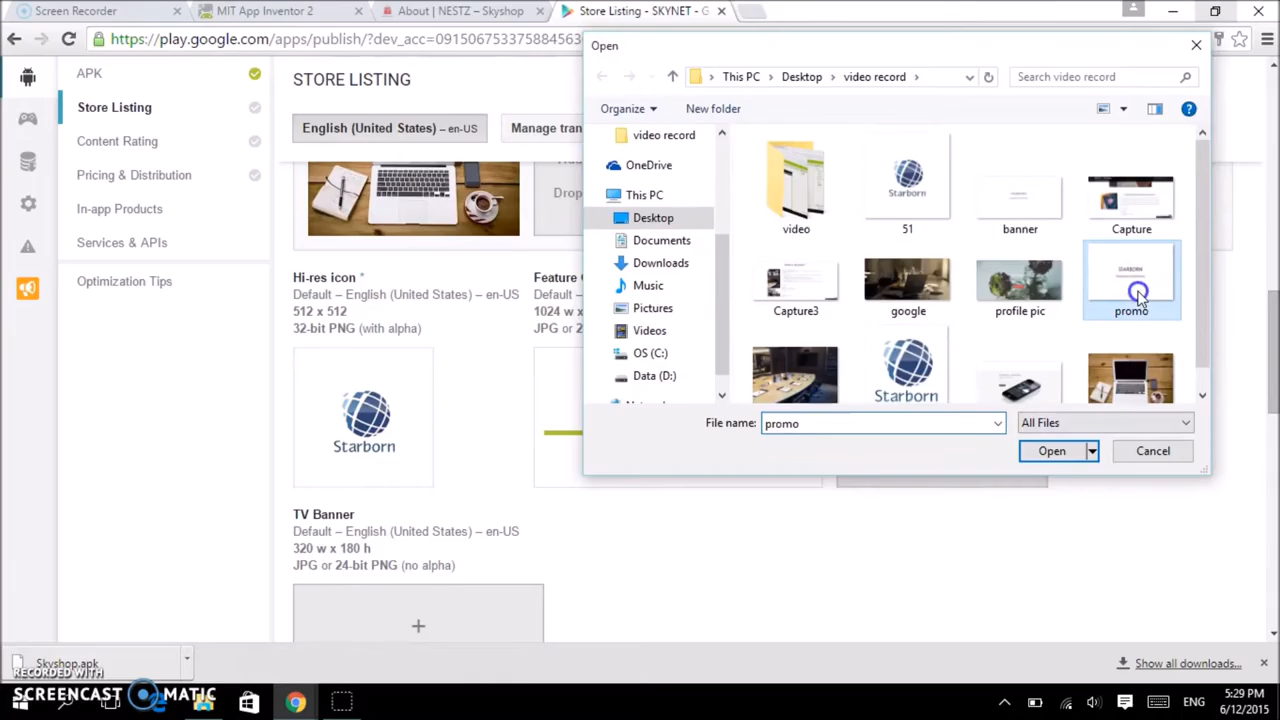 Screen Recorder
MIT App Inventor 2
About | NESTZ – Skyshop
Store Listing - SKYNET - G
https://play.google.com/apps/publish/?dev_acc=0915067533758845 63
APK
Store Listing
Content Rating
Pricing & Distribution
In-app Products
Services & APIs
Optimization Tips
STORE LISTING
English (United States) – en-US
Manage tran
Drop
Hi-res icon *
Default – English (United States) – en-US
512 x 512
32-bit PNG (with alpha)
Feature
Default
1024 w
JPG or 2
Starborn
TV Banner
Default – English (United States) – en-US
320 w x 180 h
JPG or 24-bit PNG (no alpha)
+
Open
This PC
Desktop
video record
Search video record
Organize
New folder
video record
OneDrive
This PC
Desktop
Documents
Downloads
Music
Pictures
Videos
OS (C:)
Data (D:)
Starborn
STARBORN
Starborn
video
51
banner
Capture
Capture3
google
profile pic
promo
File name:
promo
All Files
Open
Cancel
Skyshop.apk
Show all downloads...
RECORDED WITH
SCREENCAST MATIC
ENG
5:29 PM
6/12/2015